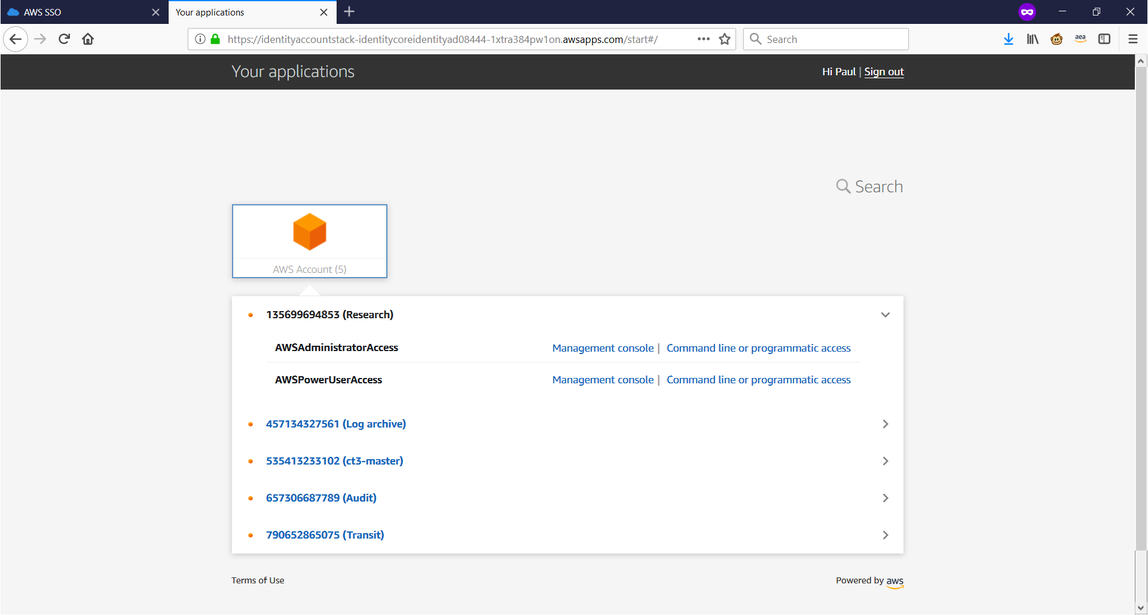 AWS SSO
Your applications
https://identityaccountstack-identitycoreidentityad08444-1xtra384pw1on.awsapps.com/start#/
Search
aea
Your applications
Hi Paul | Sign out
Search
AWS Account (5)
135699694853 (Research)
AWSAdministratorAccess Management console | Command line or programmatic access
AWSPowerUserAccess Management console | Command line or programmatic access
457134327561 (Log archive)
535413233102 (ct3-master)
657306687789 (Audit)
790652865075 (Transit)
Terms of Use
Powered by aws